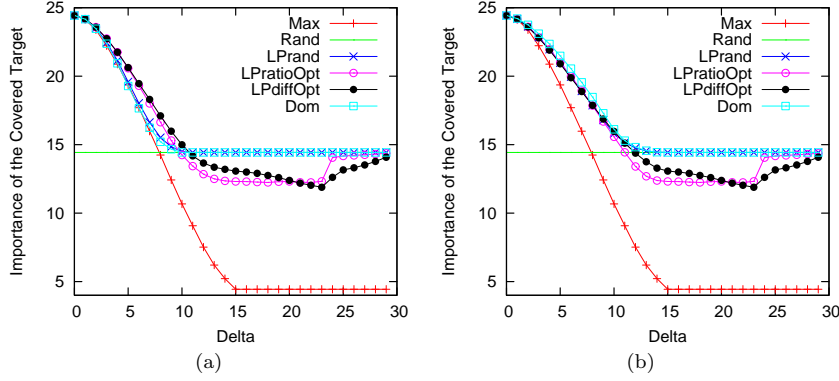 Importance of the Covered Target
25
20
15
10
5
0 5 10 15 20 25 30
Delta
Max
Rand
LPrand
LPratioOpt
LPdiffOpt
Dom
(a)
Importance of the Covered Target
25
20
15
10
5
0 5 10 15 20 25 30
Delta
Max
Rand
LPrand
LPratioOpt
LPdiffOpt
Dom
(b)